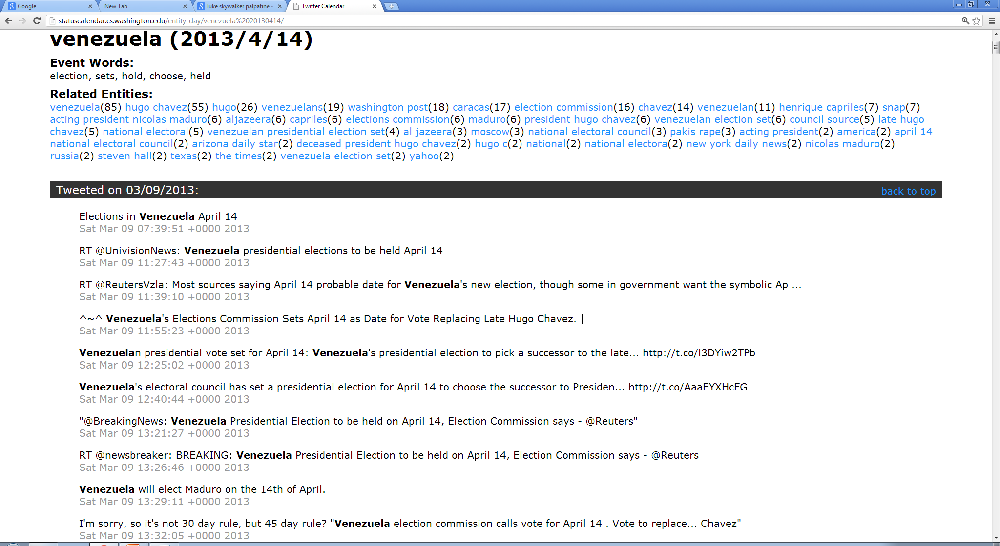 Google
New Tab
luke skywalker palpatine -
Twitter Calendar
statuscalendar.cs.washington.edu/entity_day/venezuela%2020130414/
venezuela (2013/4/14)
Event Words:
election, sets, hold, choose, held
Related Entities:
venezuela(85) hugo chavez(55) hugo(26) venezuelans(19) washington post(18) caracas(17) election commission(16) chavez(14) venezuelan(11) henrique capriles(7) snap(7)
acting president nicolas maduro(6) aljazeera(6) capriles(6) elections commission(6) maduro(6) president hugo chavez(6) venezuelan election set(6) council source(5) late hugo
chavez(5) national electoral(5) venezuelan presidential election set(4) al jazeera(3) moscow(3) national electoral council(3) pakis rape(3) acting president(2) america(2) april 14
national electoral council(2) arizona daily star(2) deceased president hugo chavez(2) hugo c(2) national(2) national electora(2) new york daily news(2) nicolas maduro(2)
russia(2) steven hall(2) texas(2) the times(2) venezuela election set(2) yahoo(2)
Tweeted on 03/09/2013:
back to top
Elections in Venezuela April 14
Sat Mar 09 07:39:51 +0000 2013
RT @UnivisionNews: Venezuela presidential elections to be held April 14
Sat Mar 09 11:27:43 +0000 2013
RT @ReutersVzla: Most sources saying April 14 probable date for Venezuela's new election, though some in government want the symbolic Ap ...
Sat Mar 09 11:39:10 +0000 2013
^~^ Venezuela's Elections Commission Sets April 14 as Date for Vote Replacing Late Hugo Chavez. |
Sat Mar 09 11:55:23 +0000 2013
Venezuelan presidential vote set for April 14: Venezuela's presidential election to pick a successor to the late... http://t.co/l3DYiw2TPb
Sat Mar 09 12:25:02 +0000 2013
Venezuela's electoral council has set a presidential election for April 14 to choose the successor to Presiden... http://t.co/AaaEYXHcFG
Sat Mar 09 12:40:44 +0000 2013
"@BreakingNews: Venezuela Presidential Election to be held on April 14, Election Commission says - @Reuters"
Sat Mar 09 13:21:27 +0000 2013
RT @newsbreaker: BREAKING: Venezuela Presidential Election to be held on April 14, Election Commission says - @Reuters
Sat Mar 09 13:26:46 +0000 2013
Venezuela will elect Maduro on the 14th of April.
Sat Mar 09 13:29:11 +0000 2013
I'm sorry, so it's not 30 day rule, but 45 day rule? "Venezuela election commission calls vote for April 14 . Vote to replace... Chavez"
Sat Mar 09 13:32:05 +0000 2013